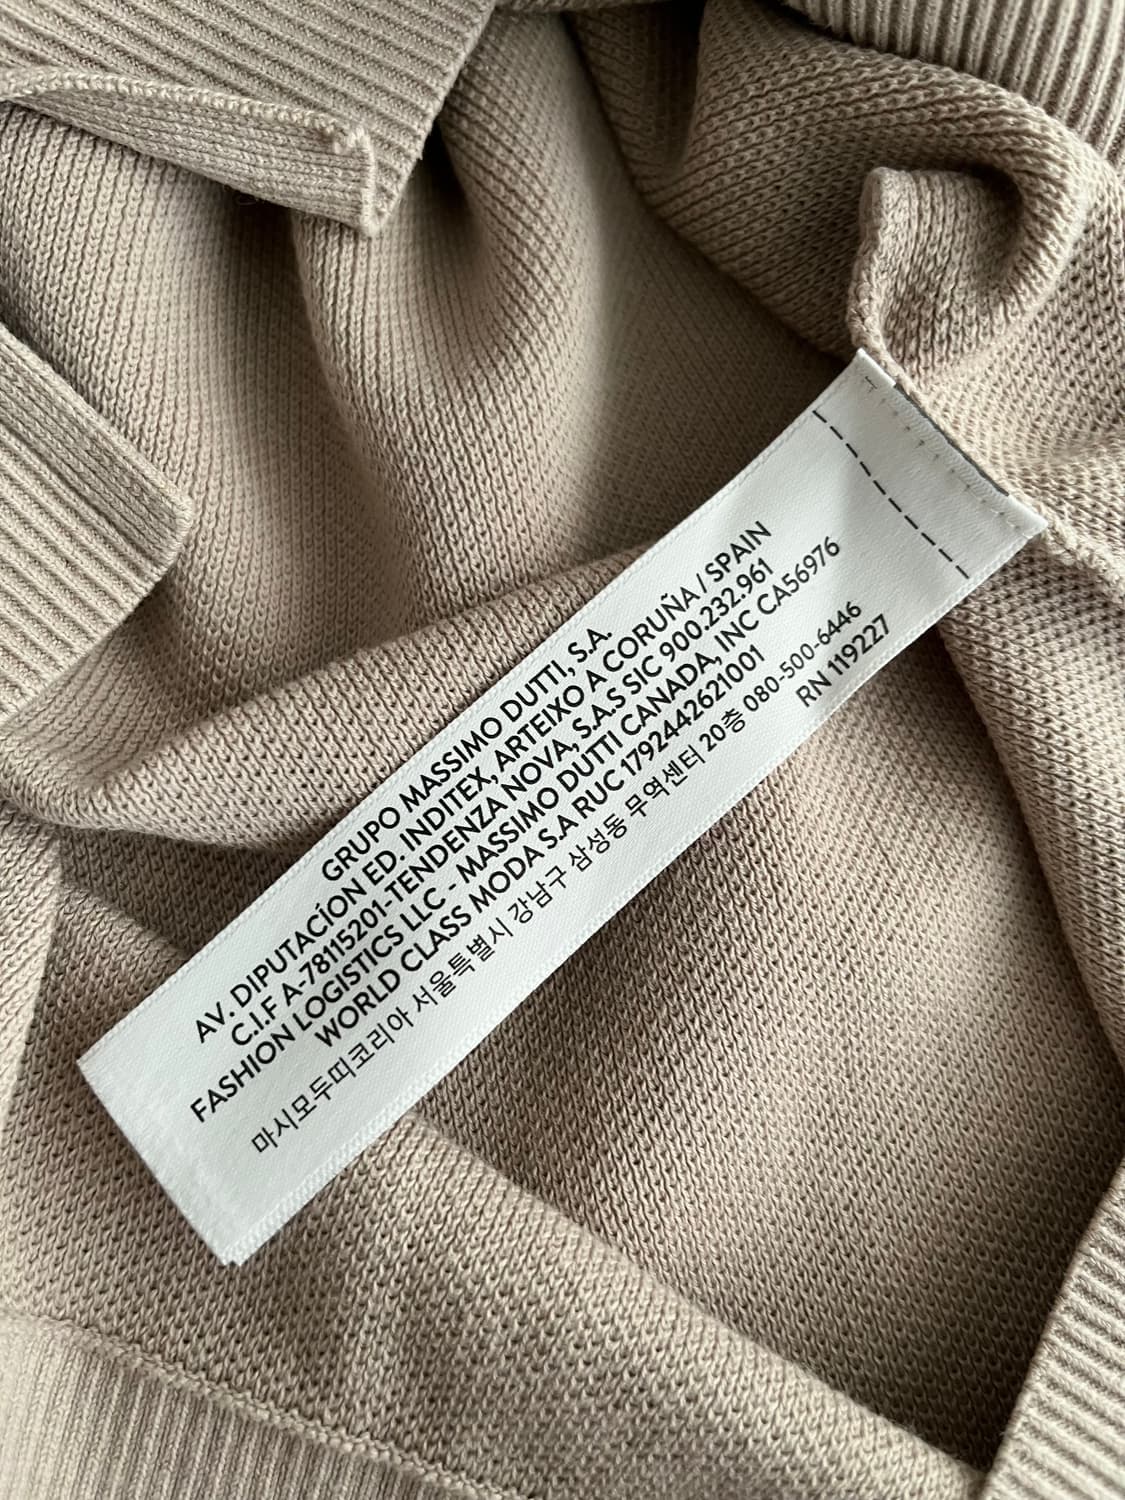 GRUPO MASSIMO DUTTI, S.A.
AV. DIPUTACÍON ED. INDITEX, ARTEIXO A CORUÑA / SPAIN
C.I.F A-78115201-TENDENZA NOVA, S.A.S SIC 900.232.961
FASHION LOGISTICS LLC - MASSIMO DUTTI CANADA, INC CA56976
WORLD CLASS MODA S.A RUC 1792442621001
마시모두띠코리아 서울특별시 강남구 삼성동 무역센터 20층 080-500-6446
RN 119227